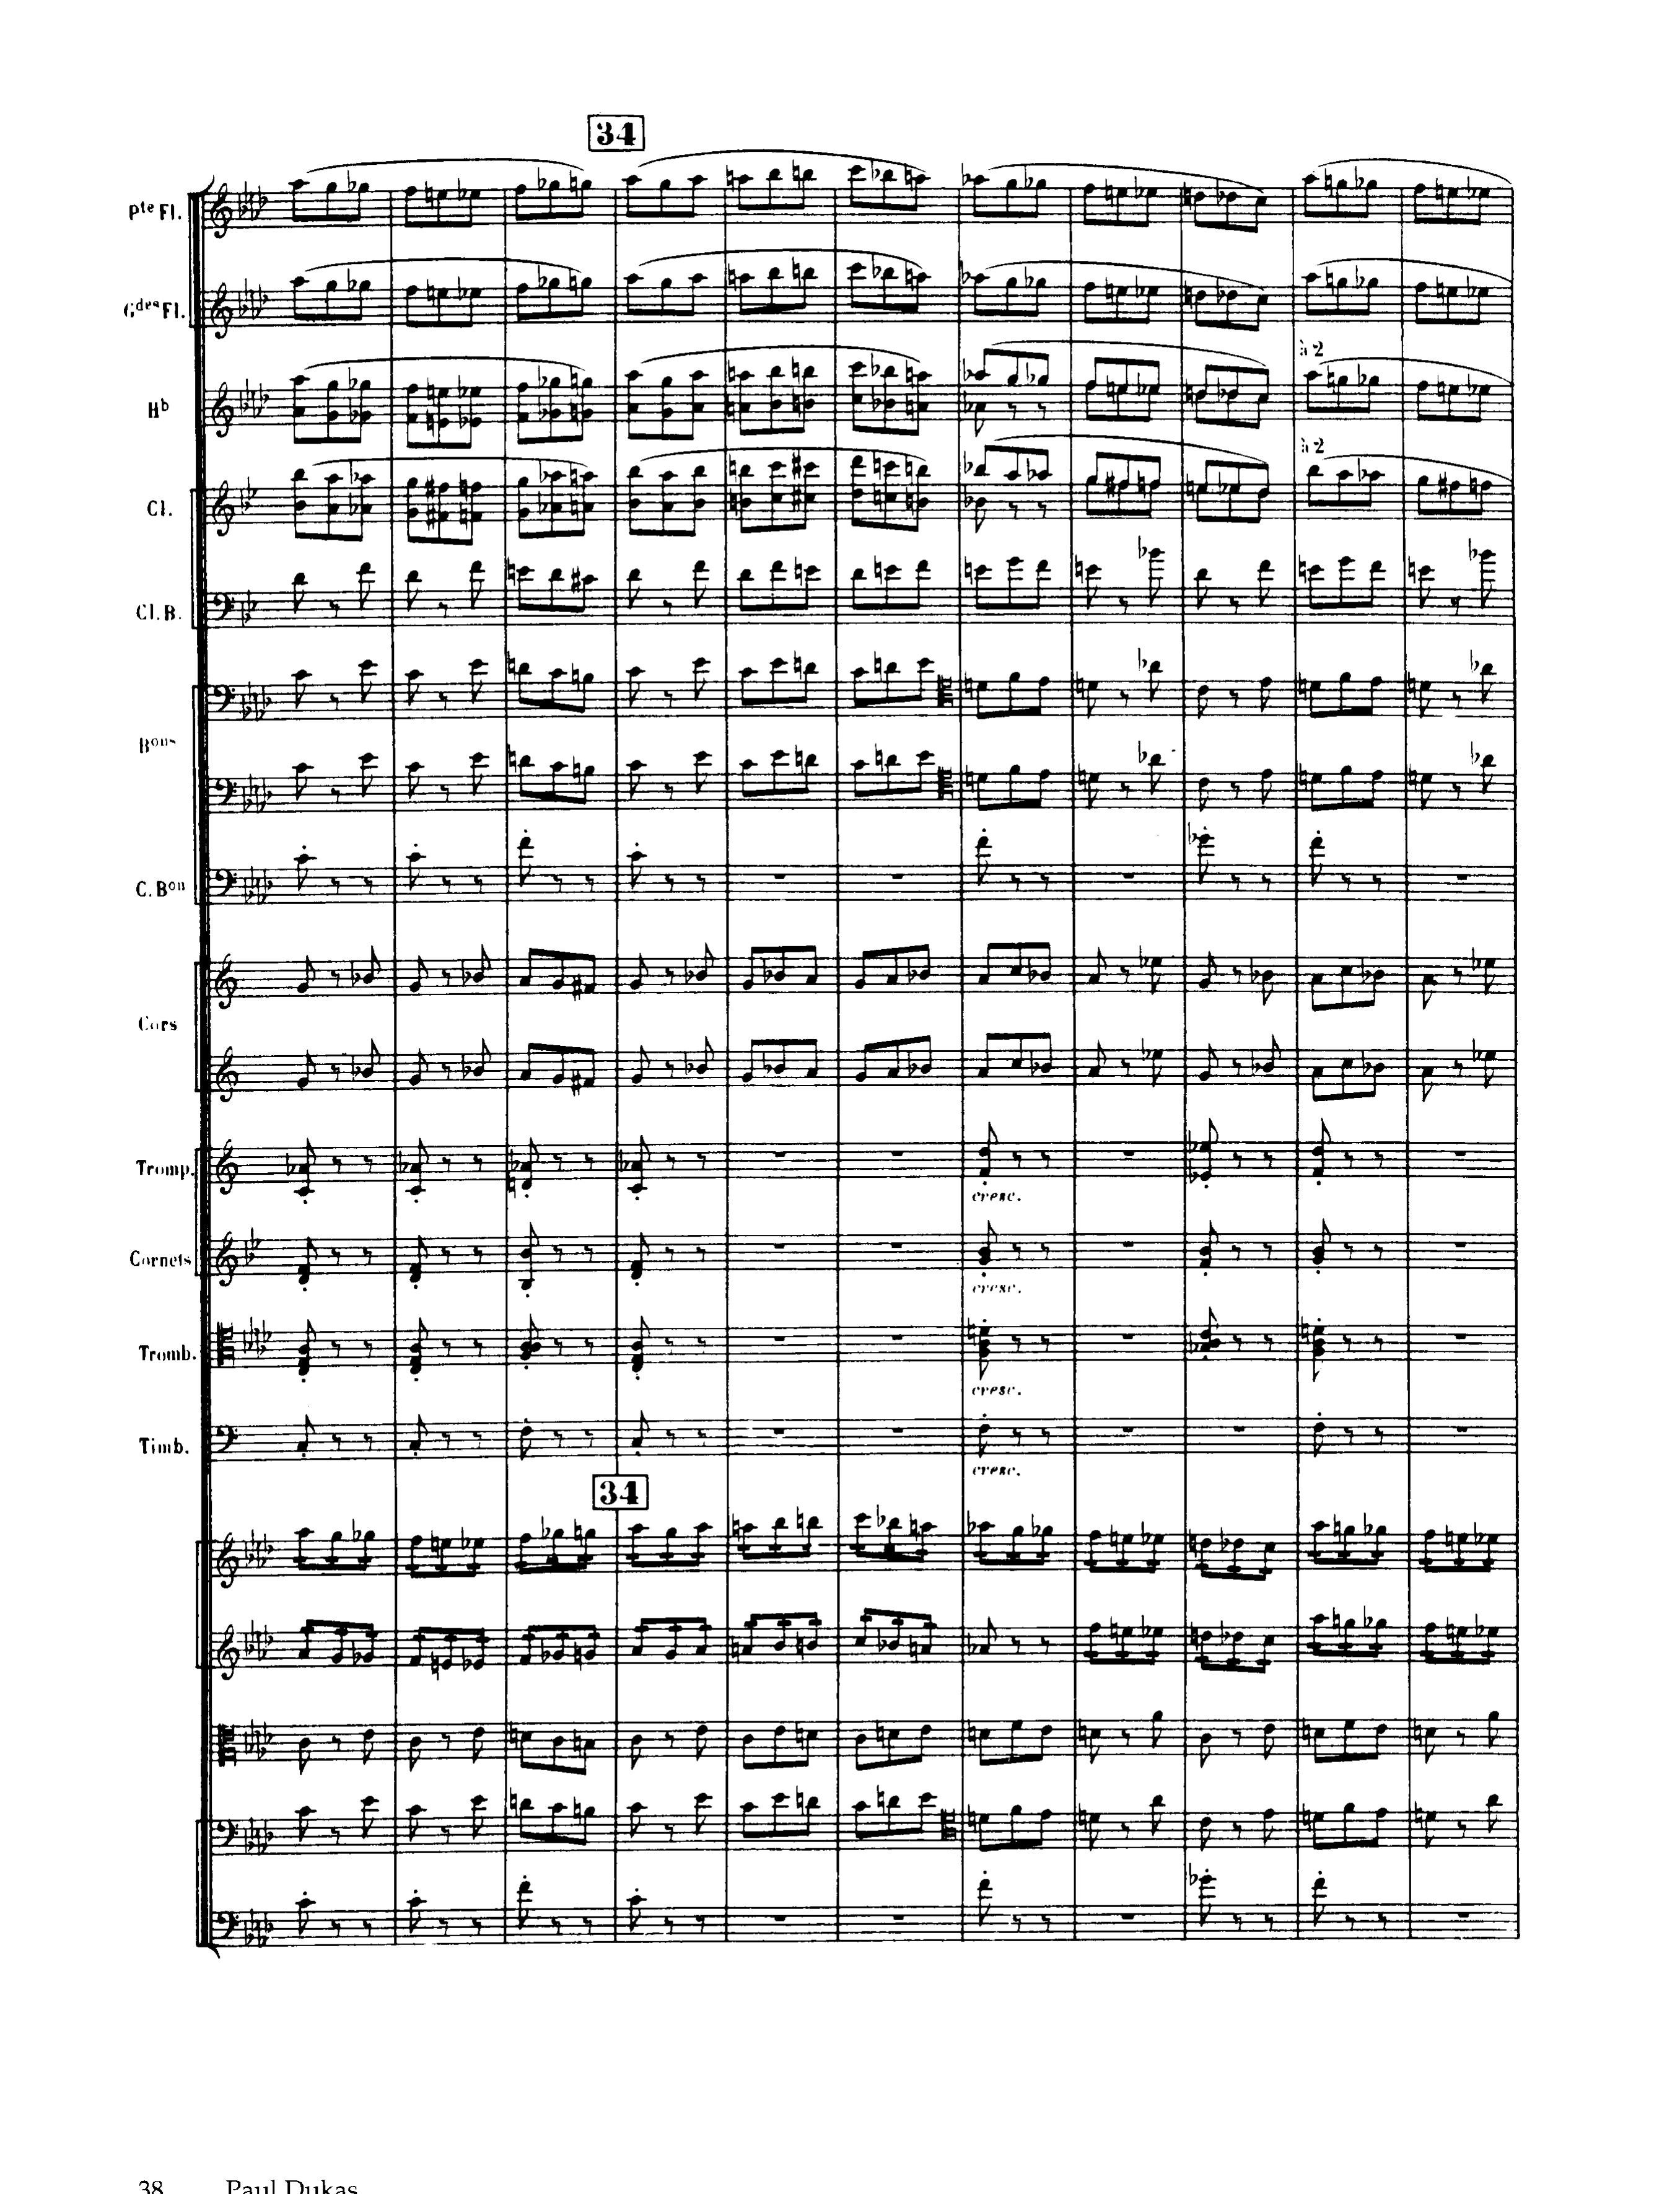 34
Pte Fl.
Gdes Fl.
Hb
à 2
Cl.
à 2
Cl. B.
Bons
C. Bon
Cors
Tromp.
cresc.
Cornets
cresc.
Tromb.
cresc.
Timb.
cresc.
34
38 Paul Dukas